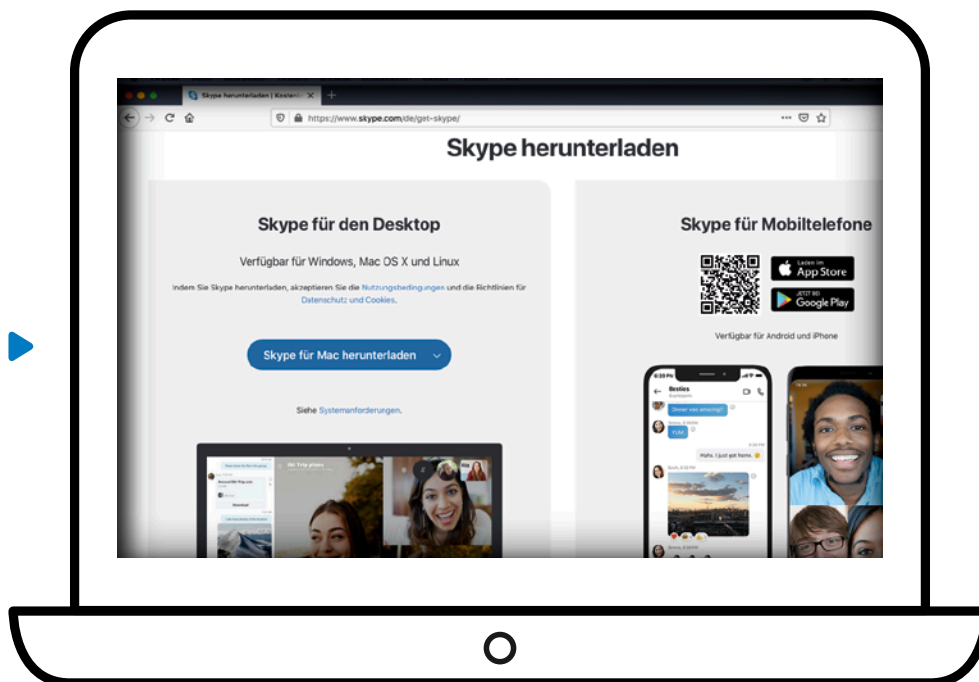 Skype herunterladen | Kostenl
https://www.skype.com/de/get-skype/
Skype herunterladen
Skype für den Desktop
Verfügbar für Windows, Mac OS X und Linux
Indem Sie Skype herunterladen, akzeptieren Sie die Nutzungsbedingungen und die Richtlinien für
Datenschutz und Cookies.
Skype für Mac herunterladen
Siehe Systemanforderungen.
Skype für Mobiltelefone
Laden im
App Store
JETZT BEI
Google Play
Verfügbar für Android und iPhone
Besties
Dinner was amazing!
YUM
Haha. I just got home.
Trip plans
Download